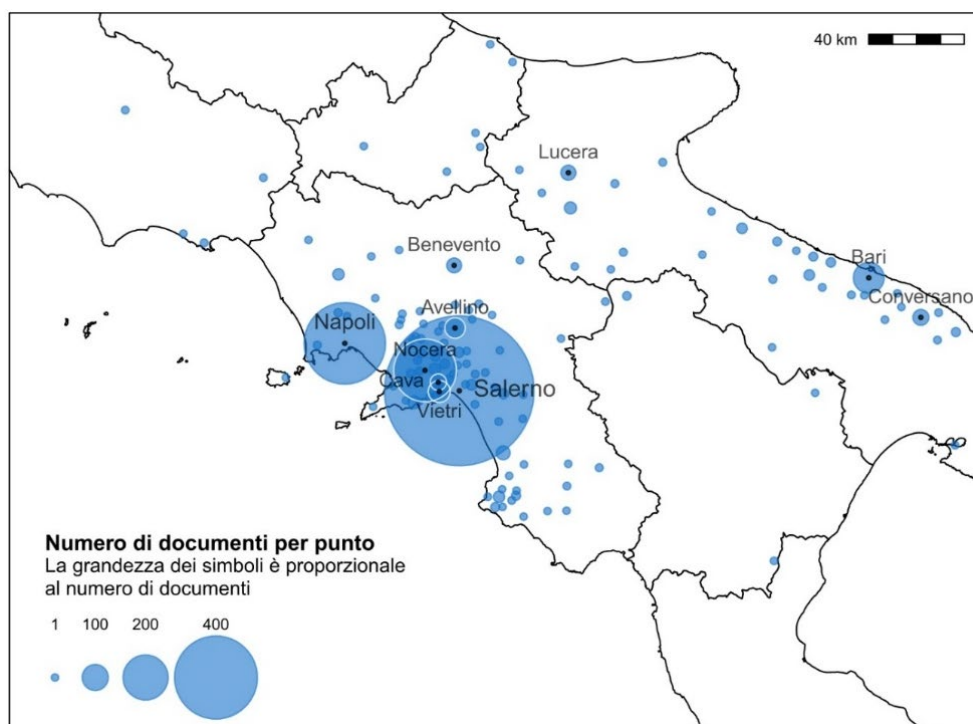 40 km
Lucera
Benevento
Bari
Conversano
Avellino
Napoli
Nocera
Cava
Salerno
Vietri
Numero di documenti per punto
La grandezza dei simboli è proporzionale
al numero di documenti
1 100 200 400